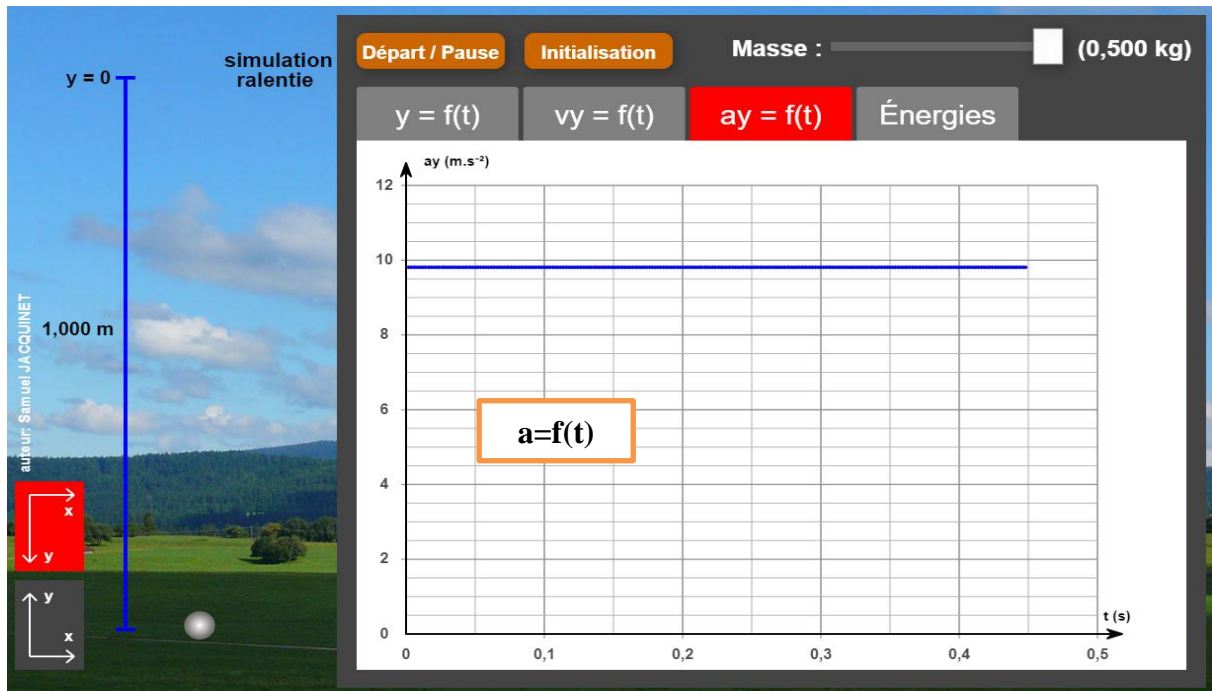 simulation
ralentie
y = 0
1,000 m
auteur: Samuel JACQUINET
x
y
y
x
Départ / Pause
Initialisation
Masse :
(0,500 kg)
y = f(t)
vy = f(t)
ay = f(t)
Énergies
ay (m.s⁻²)
12
10
8
6
4
2
0
a=f(t)
t (s)
0
0,1
0,2
0,3
0,4
0,5